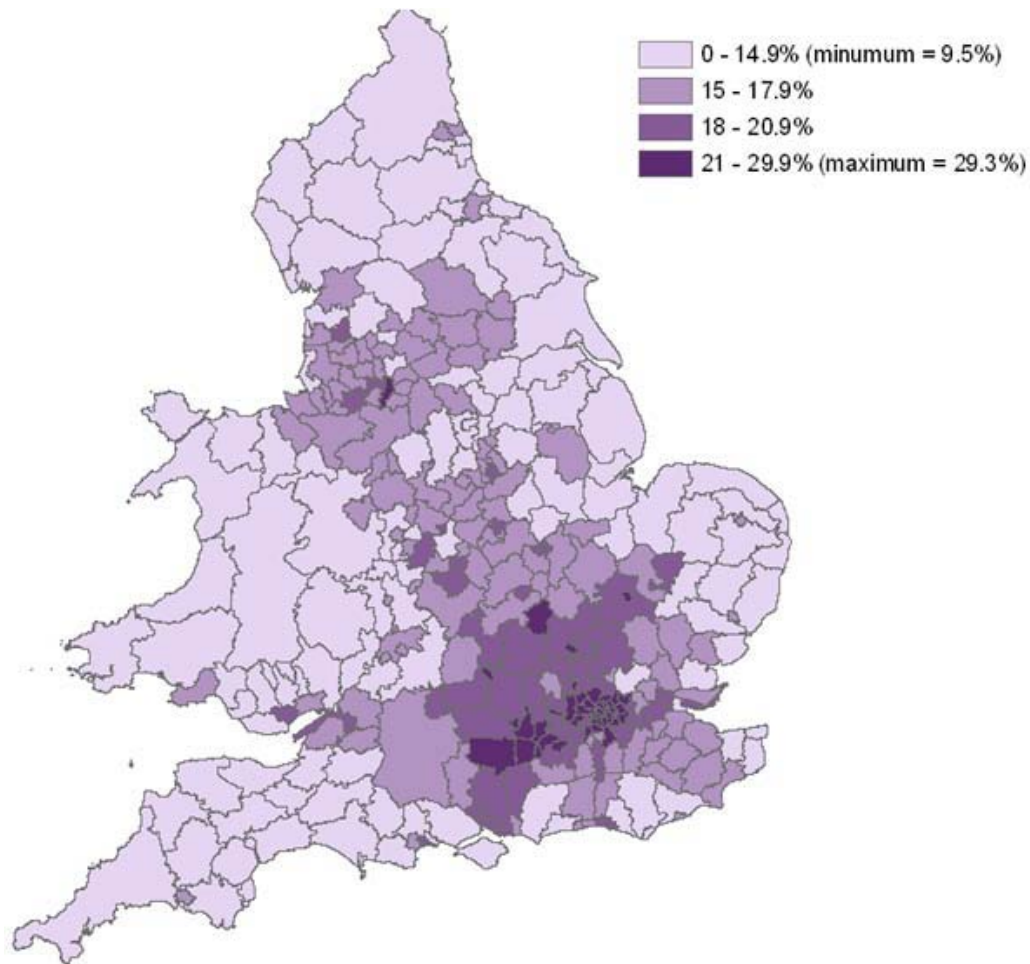 0 - 14.9% (minumum = 9.5%)
15 - 17.9%
18 - 20.9%
21 - 29.9% (maximum = 29.3%)